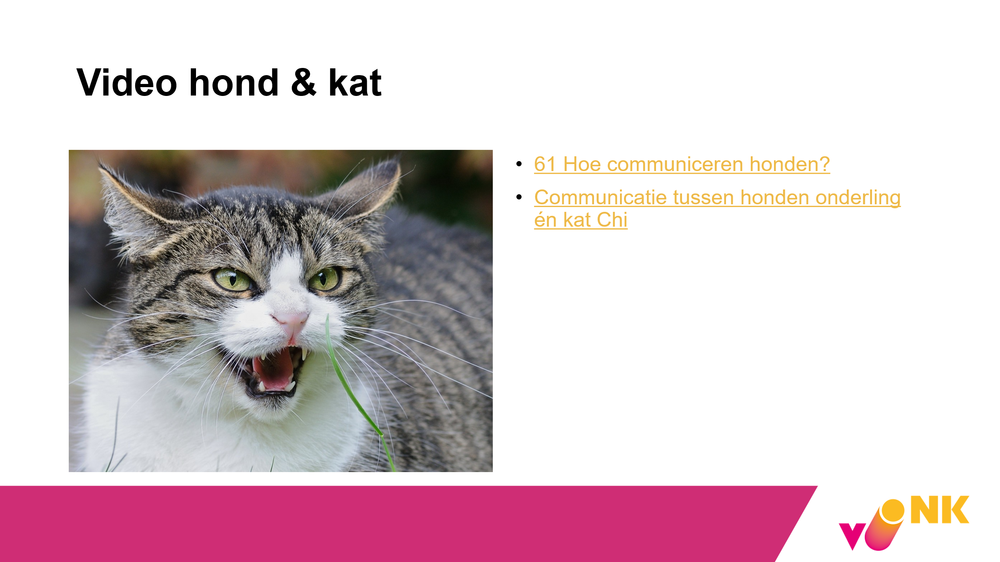 Video hond & kat
• 61 Hoe communiceren honden?
• Communicatie tussen honden onderling
én kat Chi
VONK